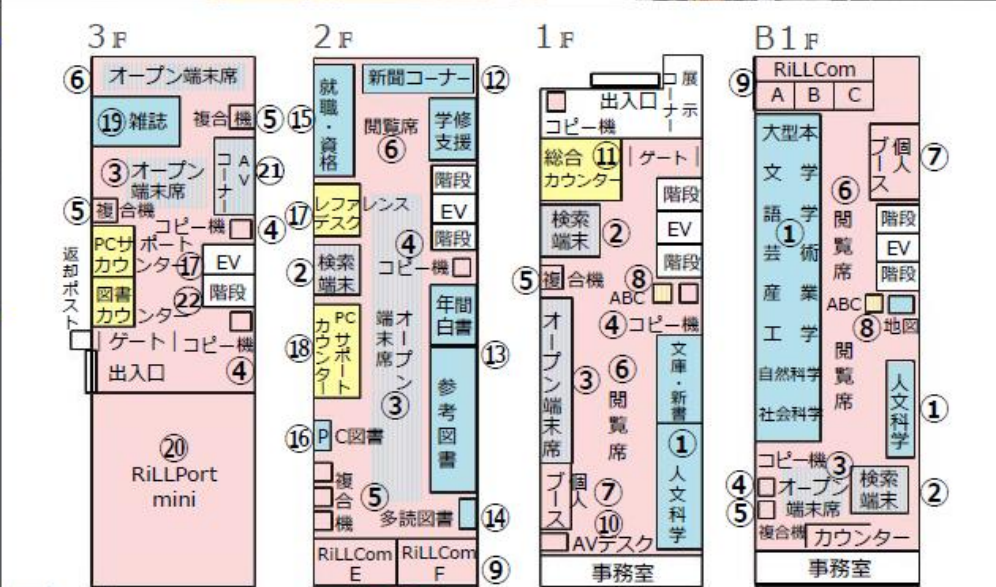 3F
⑥ オープン端末席
⑲雑誌
複合機 ⑤
③オープン
端末席
AVコーナー ㉑
⑤ 複合機
コピー機 ④
PCサポート
カウンター⑰
EV
階段
図書
カウンター
㉒
返却ポスト
ゲート
コピー機
④
出入口
⑳
RiLLPort
mini
2F
就職・資格
⑮
新聞コーナー ⑫
閲覧席
⑥
学修
支援
階段
EV
階段
⑰ レファレンス
デスク
④
コピー機
② 検索
端末
年間
白書
⑱ PCサポート
カウンター
オープン
端末席
③
⑬
参考図書
⑯ PC図書
複合機
⑤
多読図書 ⑭
RiLLCom
E
RiLLCom
F
⑨
1F
展示コーナー
出入口
コピー機
総合
カウンター
⑪
ゲート
階段
EV
階段
検索
端末
②
⑤ 複合機
⑧
ABC
④コピー機
オープン端末席
③
⑥
閲覧席
文庫・新書
①
人文科学
個人
ブース
⑦
⑩
AVデスク
事務室
B1F
⑨
RiLLCom
A B C
大型本
文学
語学
①
芸術
産業
工学
自然科学
社会科学
個人
ブース
⑦
⑥
閲覧席
階段
EV
階段
ABC
⑧地図
閲覧席
人文科学
①
コピー機
③
④ オープン
端末席
⑤
検索
端末
②
複合機
カウンター
事務室